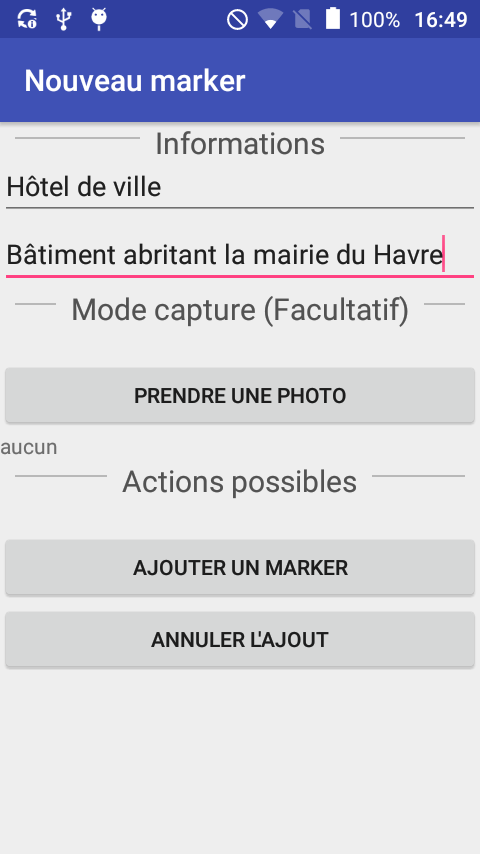 100% 16:49
Nouveau marker
Informations
Hôtel de ville
Bâtiment abritant la mairie du Havre
Mode capture (Facultatif)
PRENDRE UNE PHOTO
aucun
Actions possibles
AJOUTER UN MARKER
ANNULER L'AJOUT